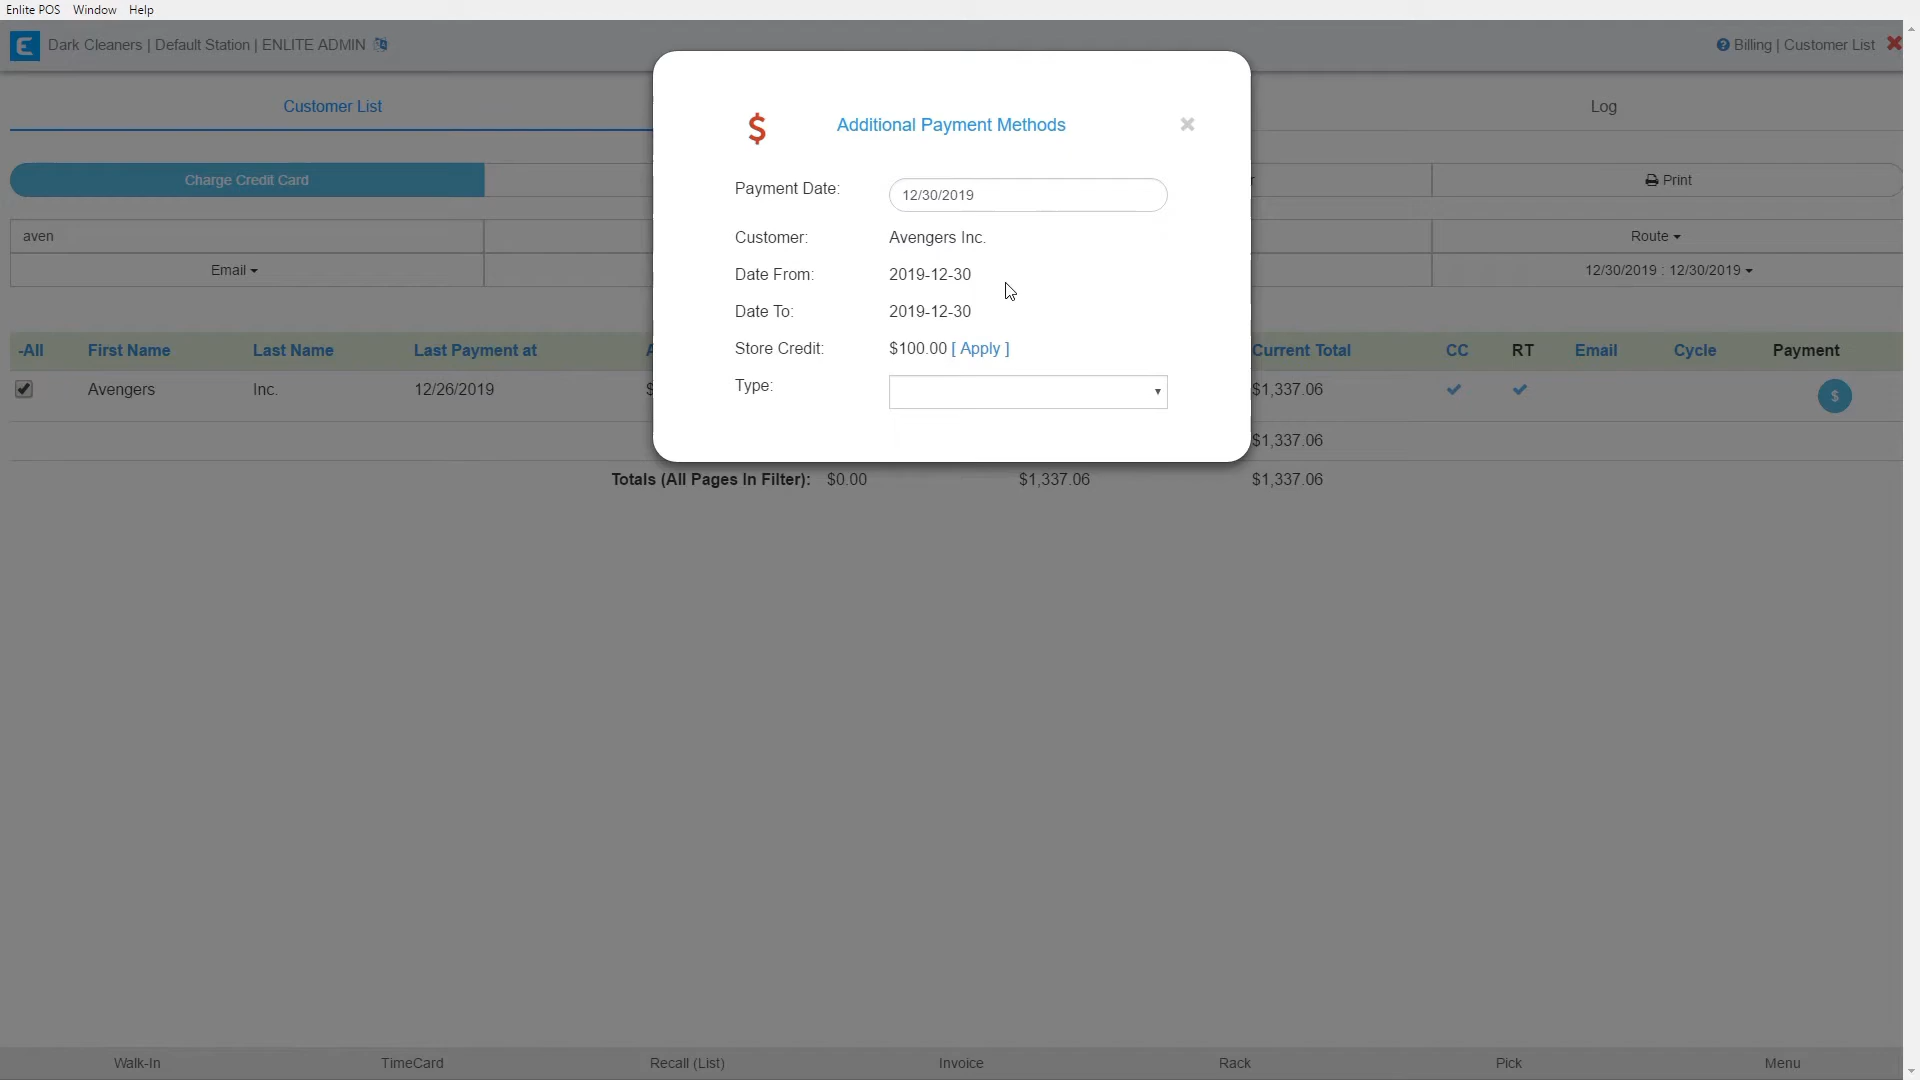 Enlite POS Window Help
Dark Cleaners | Default Station | ENLITE ADMIN
Billing | Customer List
Customer List
Log
Charge Credit Card
Print
aven
Route
Email
12/30/2019 : 12/30/2019
Additional Payment Methods
Payment Date: 12/30/2019
Customer: Avengers Inc.
Date From: 2019-12-30
Date To: 2019-12-30
Store Credit: $100.00 [ Apply ]
Type:
-All First Name Last Name Last Payment at Current Total CC RT Email Cycle Payment
Avengers Inc. 12/26/2019 $1,337.06 $
$1,337.06
Totals (All Pages In Filter): $0.00 $1,337.06 $1,337.06
Walk-In TimeCard Recall (List) Invoice Rack Pick Menu